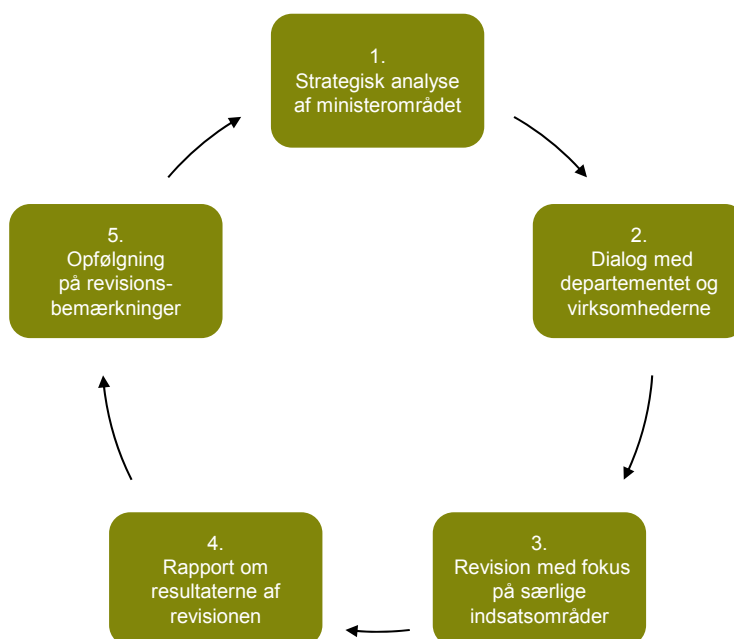 1.
Strategisk analyse
af ministerområdet
2.
Dialog med
departementet og
virksomhederne
3.
Revision med fokus
på særlige
indsatsområder
4.
Rapport om
resultaterne af
revisionen
5.
Opfølgning
på revisions-
bemærkninger